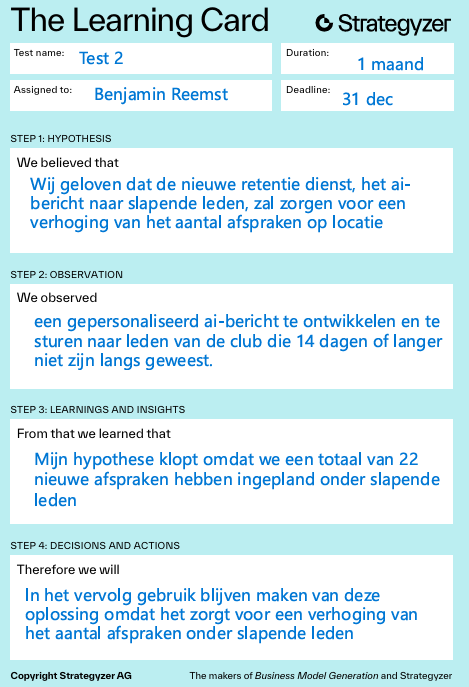 The Learning Card
Strategyzer
Test name: Test 2
Duration: 1 maand
Assigned to: Benjamin Reemst
Deadline: 31 dec
STEP 1: HYPOTHESIS
We believed that
Wij geloven dat de nieuwe retentie dienst, het ai-
bericht naar slapende leden, zal zorgen voor een
verhoging van het aantal afspraken op locatie
STEP 2: OBSERVATION
We observed
een gepersonaliseerd ai-bericht te ontwikkelen en te
sturen naar leden van de club die 14 dagen of langer
niet zijn langs geweest.
STEP 3: LEARNINGS AND INSIGHTS
From that we learned that
Mijn hypothese klopt omdat we een totaal van 22
nieuwe afspraken hebben ingepland onder slapende
leden
STEP 4: DECISIONS AND ACTIONS
Therefore we will
In het vervolg gebruik blijven maken van deze
oplossing omdat het zorgt voor een verhoging van
het aantal afspraken onder slapende leden
Copyright Strategyzer AG
The makers of Business Model Generation and Strategyzer